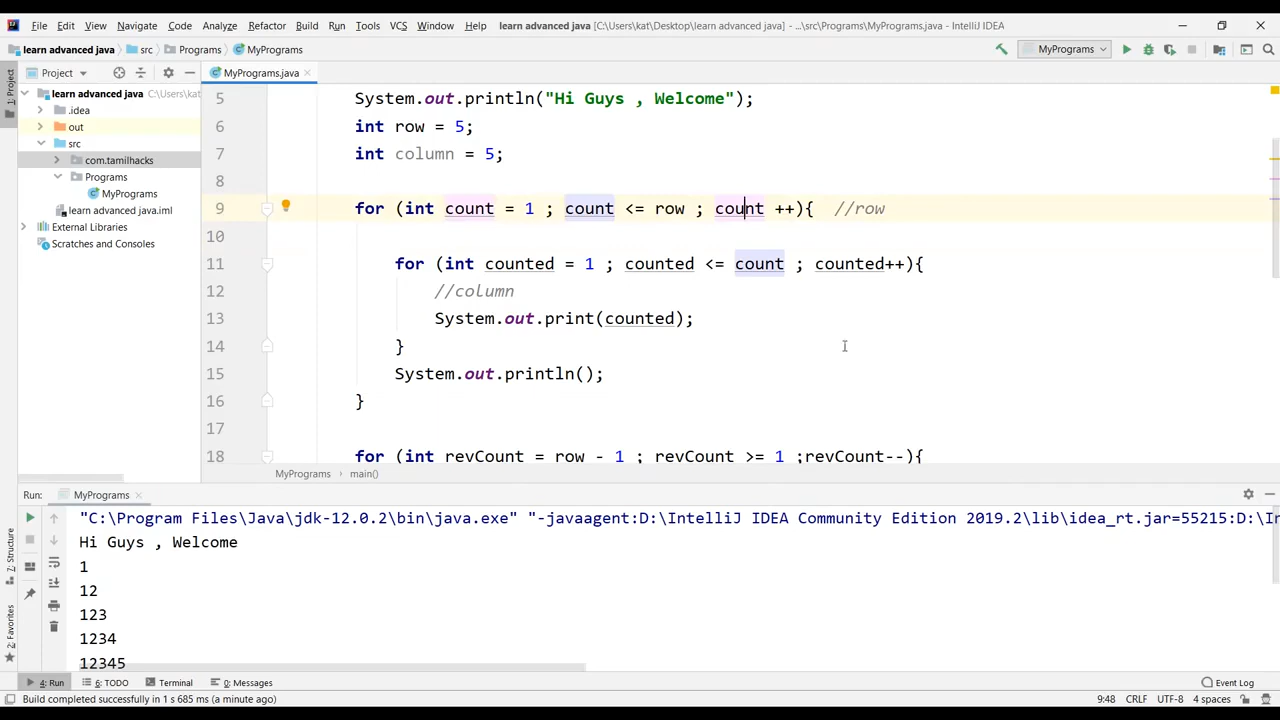 File Edit View Navigate Code Analyze Refactor Build Run Tools VCS Window Help learn advanced java [C:\Users\kat\Desktop\learn advanced java] - ...\src\Programs\MyPrograms.java - IntelliJ IDEA
learn advanced java src Programs MyPrograms MyPrograms
1: Project
Project
MyPrograms.java
learn advanced java C:\Users\kat
.idea
out
src
com.tamilhacks
Programs
MyPrograms
learn advanced java.iml
External Libraries
Scratches and Consoles
5 System.out.println("Hi Guys , Welcome");
6 int row = 5;
7 int column = 5;
8
9 for (int count = 1 ; count <= row ; count ++){ //row
10
11 for (int counted = 1 ; counted <= count ; counted++){
12 //column
13 System.out.print(counted);
14 }
15 System.out.println();
16 }
17
18 for (int revCount = row - 1 ; revCount >= 1 ;revCount--){
MyPrograms main()
Run: MyPrograms
"C:\Program Files\Java\jdk-12.0.2\bin\java.exe" "-javaagent:D:\IntelliJ IDEA Community Edition 2019.2\lib\idea_rt.jar=55215:D:\In
Hi Guys , Welcome
1
12
123
1234
12345
7: Structure
2: Favorites
4: Run 6: TODO Terminal 0: Messages Event Log
Build completed successfully in 1 s 685 ms (a minute ago) 9:48 CRLF UTF-8 4 spaces